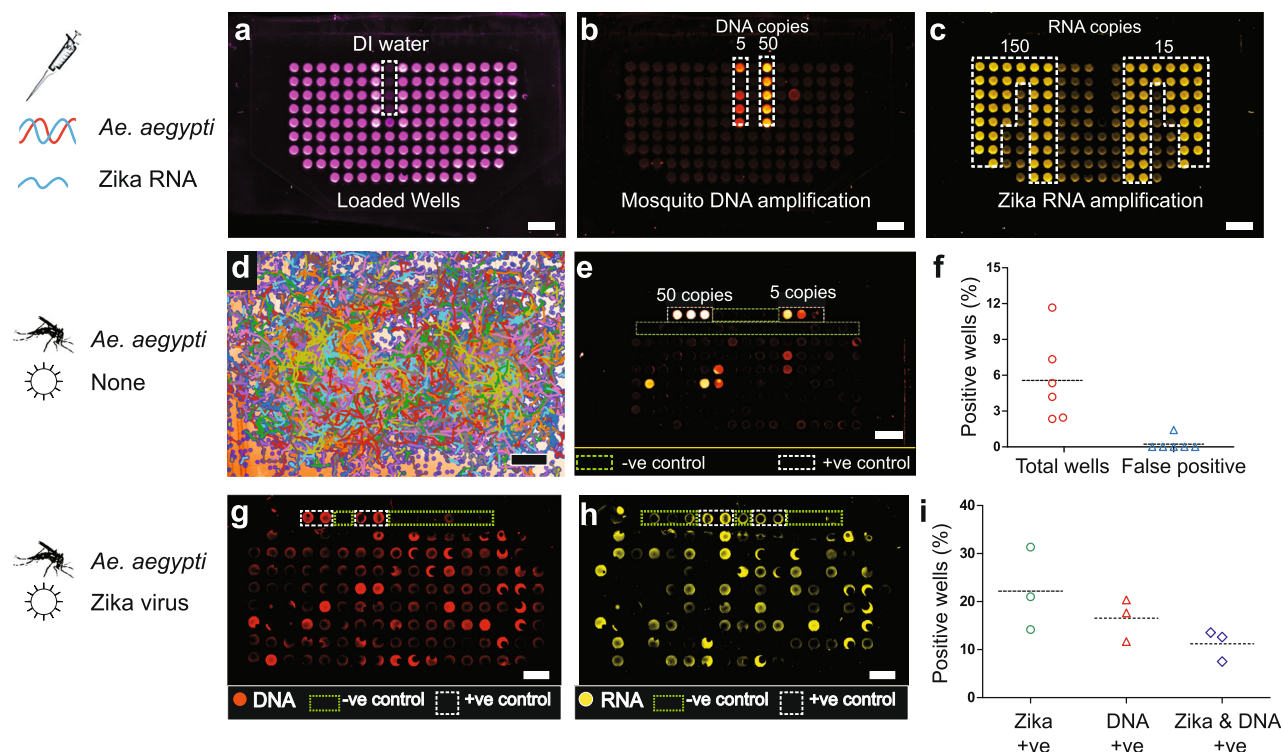 a
DI water
Loaded Wells
b
DNA copies
5 50
Mosquito DNA amplification
c
RNA copies
150 15
Zika RNA amplification
Ae. aegypti
Zika RNA
d
e
50 copies 5 copies
-ve control +ve control
f
Positive wells (%)
15
12
9
6
3
0
Total wells False positive
Ae. aegypti
None
g
DNA -ve control +ve control
h
RNA -ve control +ve control
i
Positive wells (%)
40
30
20
10
0
Zika DNA Zika & DNA
+ve +ve +ve
Ae. aegypti
Zika virus